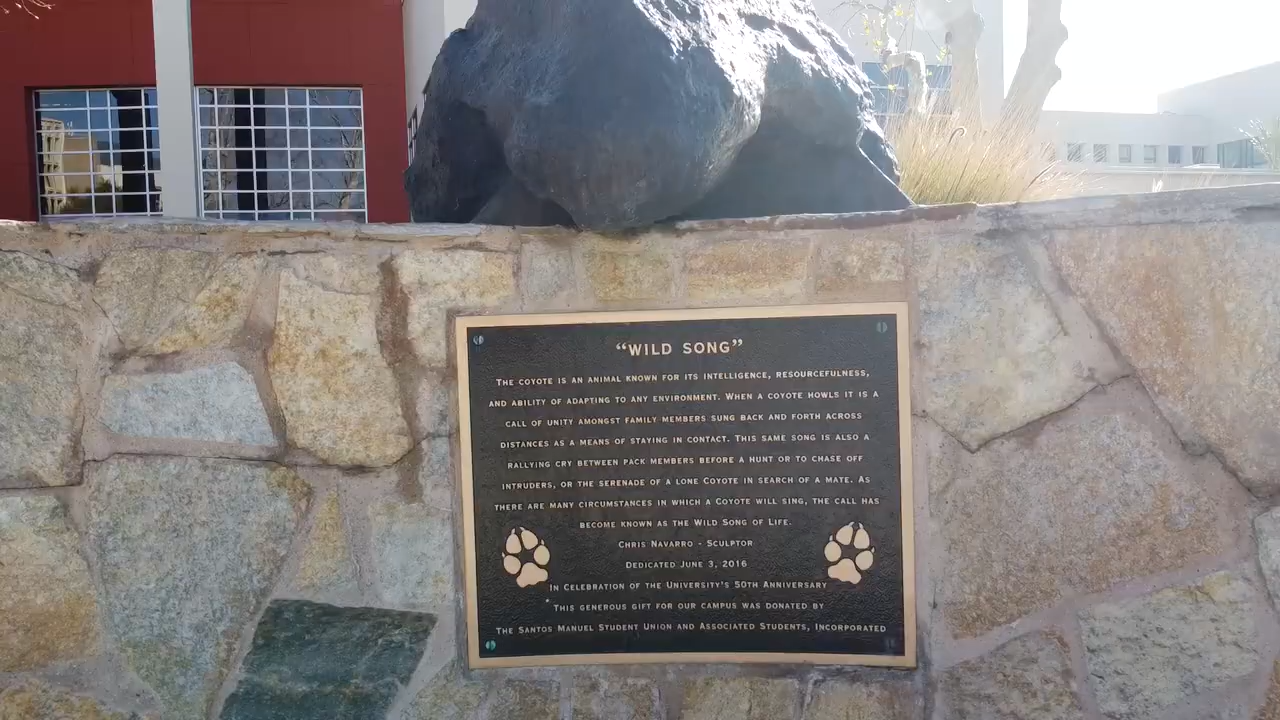 "WILD SONG"
THE COYOTE IS AN ANIMAL KNOWN FOR ITS INTELLIGENCE, RESOURCEFULNESS,
AND ABILITY OF ADAPTING TO ANY ENVIRONMENT. WHEN A COYOTE HOWLS IT IS A
CALL OF UNITY AMONGST FAMILY MEMBERS SUNG BACK AND FORTH ACROSS
DISTANCES AS A MEANS OF STAYING IN CONTACT. THIS SAME SONG IS ALSO A
RALLYING CRY BETWEEN PACK MEMBERS BEFORE A HUNT OR TO CHASE OFF
INTRUDERS, OR THE SERENADE OF A LONE COYOTE IN SEARCH OF A MATE. AS
THERE ARE MANY CIRCUMSTANCES IN WHICH A COYOTE WILL SING, THE CALL HAS
BECOME KNOWN AS THE WILD SONG OF LIFE.
CHRIS NAVARRO - SCULPTOR
DEDICATED JUNE 3, 2016
IN CELEBRATION OF THE UNIVERSITY'S 50TH ANNIVERSARY
THIS GENEROUS GIFT FOR OUR CAMPUS WAS DONATED BY
THE SANTOS MANUEL STUDENT UNION AND ASSOCIATED STUDENTS, INCORPORATED